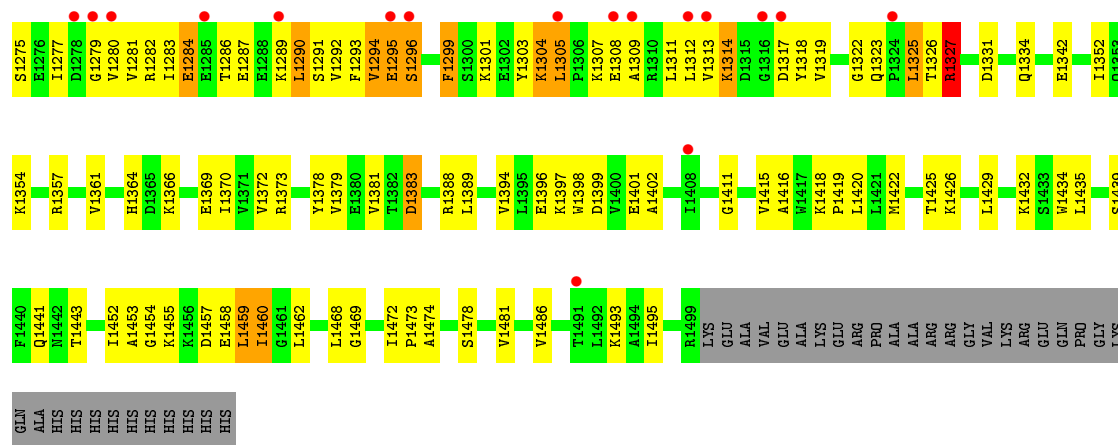 S1275 E1276 I1277 D1278 G1279 V1280 V1281 R1282 I1283 E1284 E1285 T1286 E1287 E1288 K1289 L1290 S1291 V1292 F1293 V1294 E1295 S1296 F1299 S1300 K1301 E1302 Y1303 K1304 L1305 P1306 K1307 E1308 A1309 R1310 L1311 L1312 V1313 K1314 D1315 G1316 D1317 Y1318 V1319 G1322 Q1323 P1324 L1325 T1326 R1327 D1331 Q1334 E1342 I1352 G1353
K1354 R1357 V1361 H1364 D1365 K1366 E1369 I1370 V1371 V1372 R1373 Y1378 V1379 E1380 V1381 T1382 D1383 R1388 L1389 V1394 L1395 E1396 K1397 W1398 D1399 V1400 E1401 A1402 I1408 G1411 V1415 A1416 W1417 K1418 P1419 L1420 L1421 M1422 T1425 K1426 L1429 K1432 S1433 W1434 L1435 S1439
F1440 Q1441 N1442 T1443 I1452 A1453 G1454 K1455 K1456 D1457 E1458 L1459 I1460 G1461 L1462 L1468 G1469 I1472 P1473 A1474 S1478 V1481 V1486 T1491 L1492 K1493 A1494 I1495 R1499 LYS GLU ALA VAL GLU ALA LYS GLU ARG PRO ALA ALA ARG ARG GLY VAL LYS ARG GLU GLN PRO GLY LYS
GLN ALA HIS HIS HIS HIS HIS HIS HIS HIS HIS